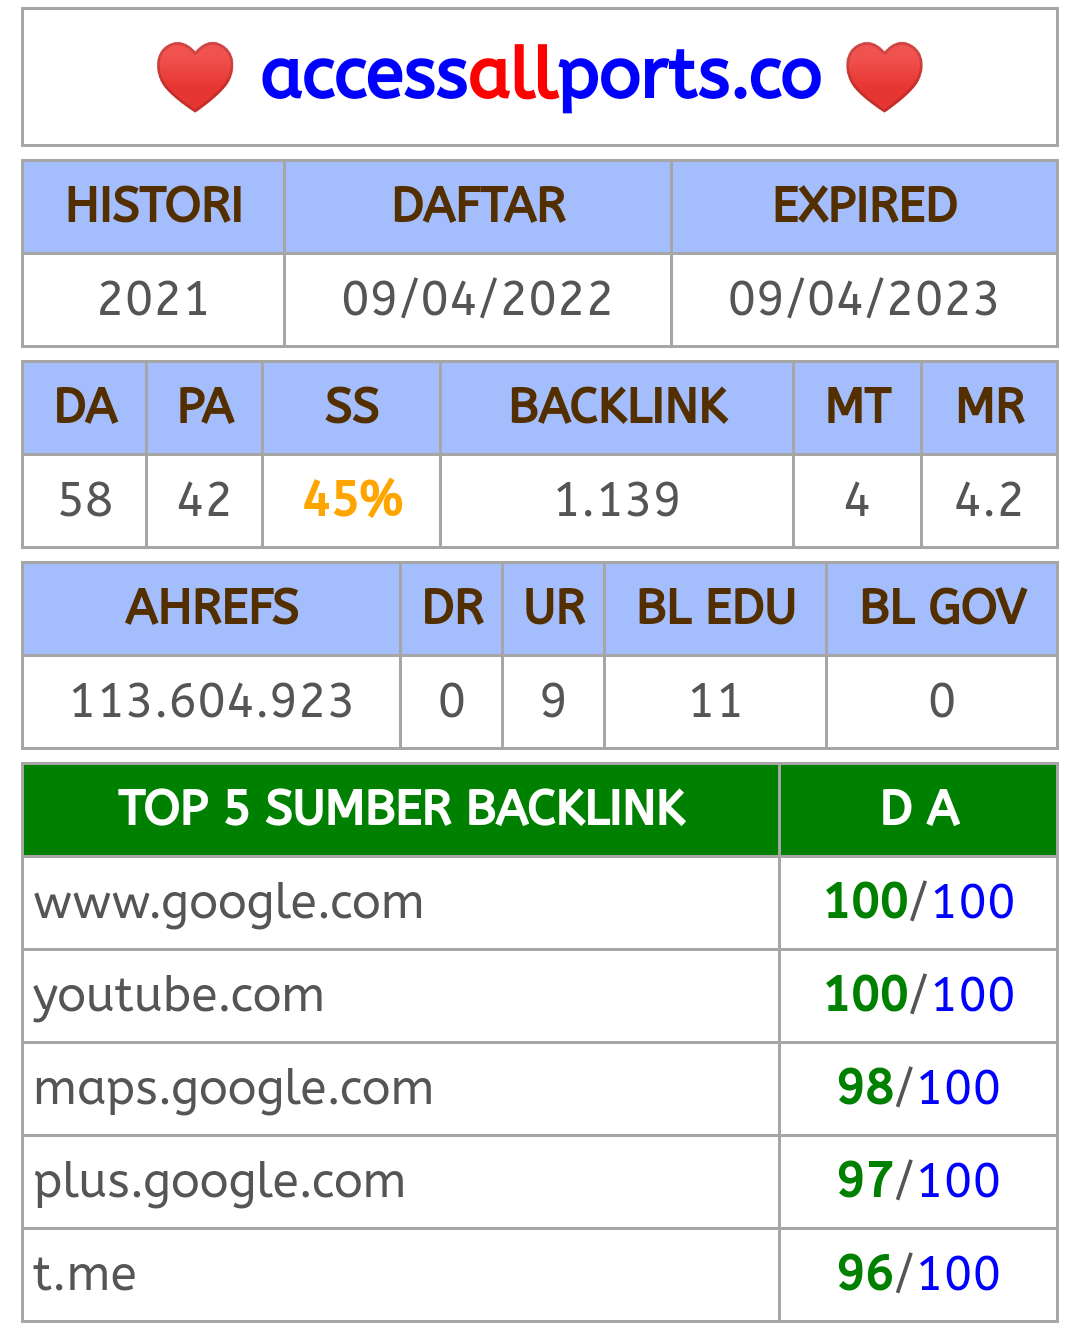 accessallports.co
HISTORI DAFTAR EXPIRED
2021 09/04/2022 09/04/2023
DA PA SS BACKLINK MT MR
58 42 45% 1.139 4 4.2
AHREFS DR UR BL EDU BL GOV
113.604.923 0 9 11 0
TOP 5 SUMBER BACKLINK D A
www.google.com 100/100
youtube.com 100/100
maps.google.com 98/100
plus.google.com 97/100
t.me 96/100